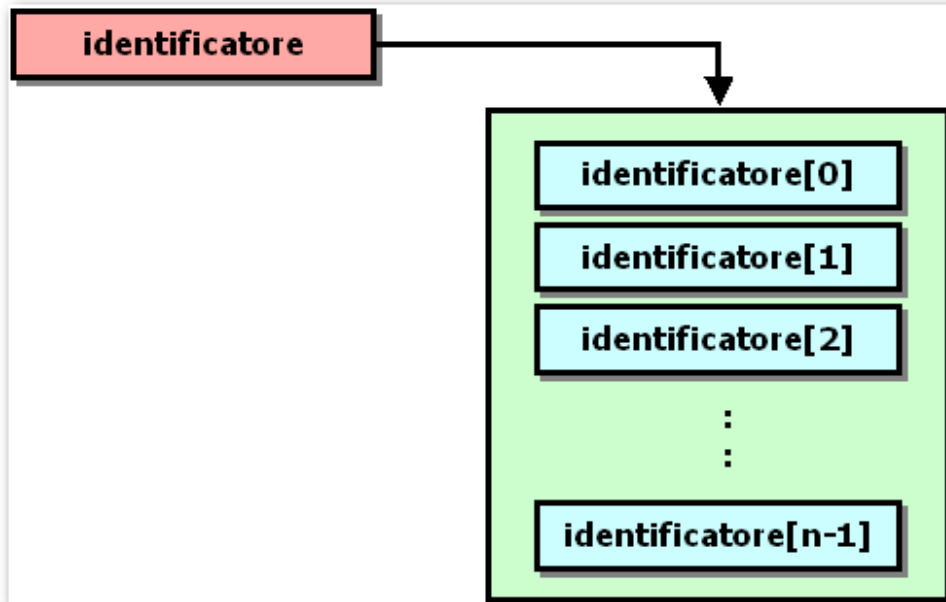 identificatore
identificatore[0]
identificatore[1]
identificatore[2]
:
:
identificatore[n-1]